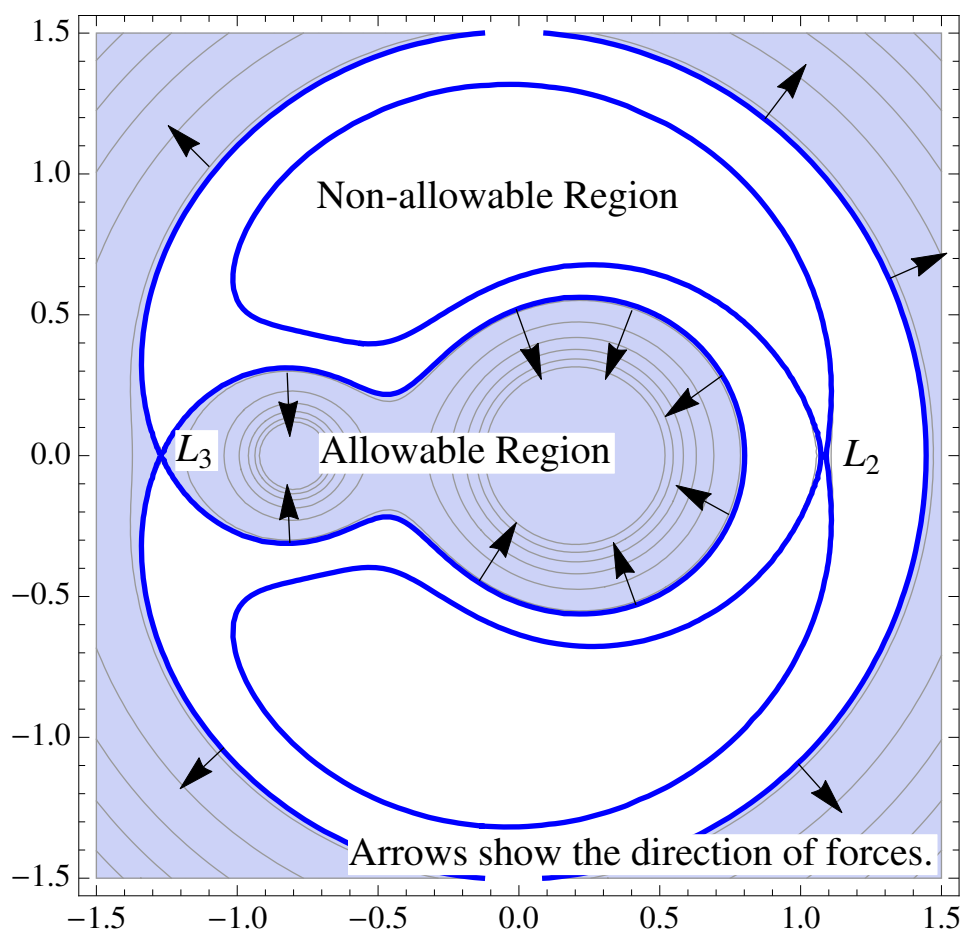 1.5
1.0
0.5
0.0
−0.5
−1.0
−1.5
Non-allowable Region
L3
Allowable Region
L2
Arrows show the direction of forces.
−1.5 −1.0 −0.5 0.0 0.5 1.0 1.5